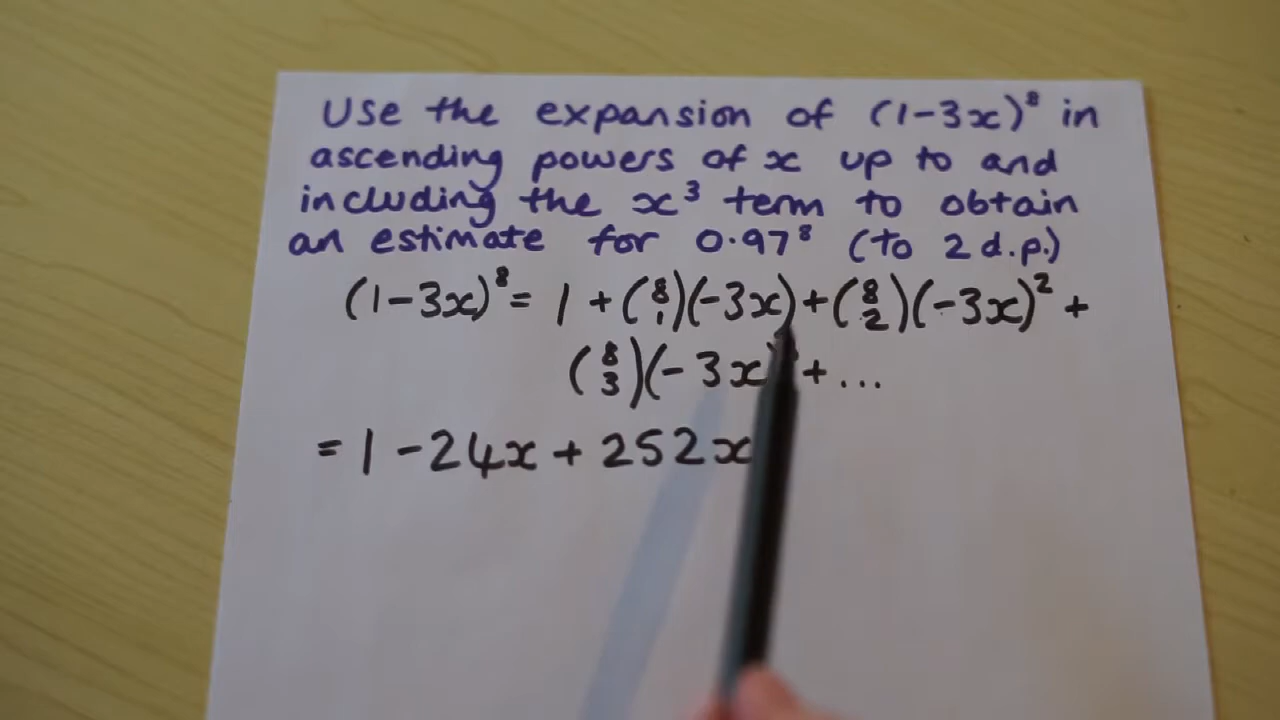 Use the expansion of (1-3x)⁸ in
ascending powers of x up to and
including the x³ term to obtain
an estimate for 0.97⁸ (to 2 d.p.)
(1-3x)⁸ = 1 + (8 1)(-3x) + (8 2)(-3x)² +
(8 3)(-3x + ...
= 1 - 24x + 252x